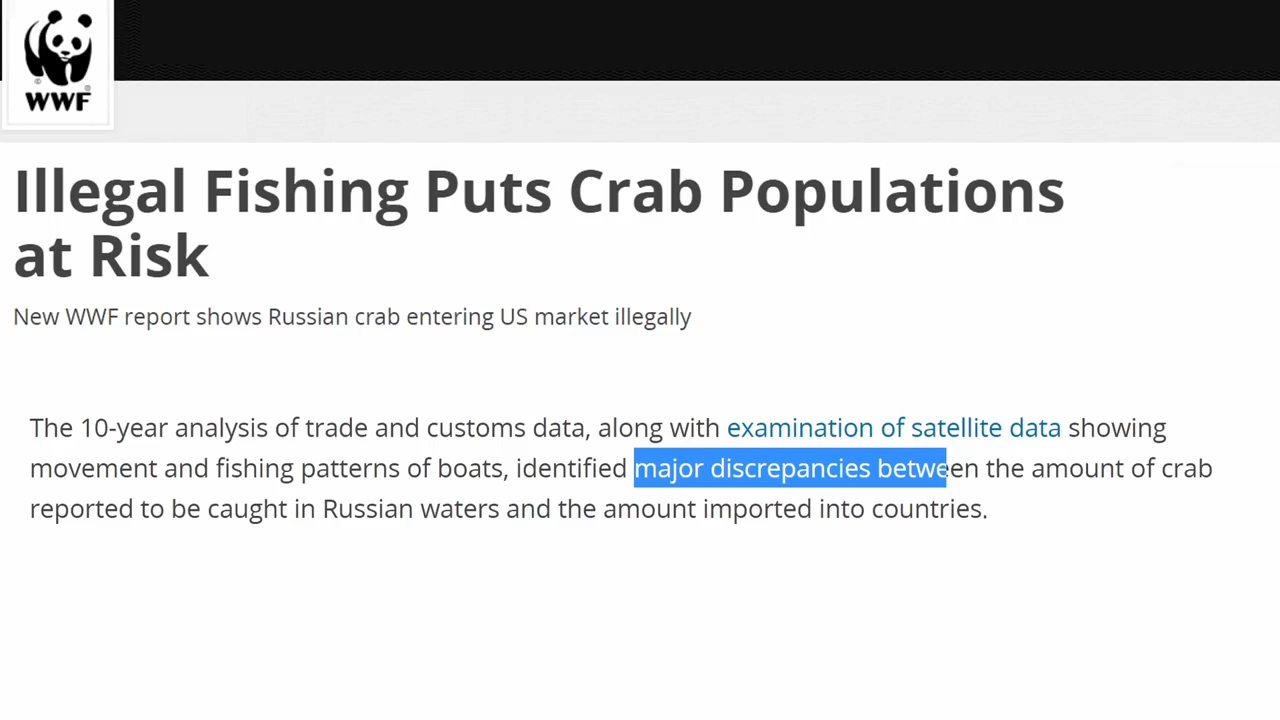 WWF
Illegal Fishing Puts Crab Populations
at Risk
New WWF report shows Russian crab entering US market illegally
The 10-year analysis of trade and customs data, along with examination of satellite data showing
movement and fishing patterns of boats, identified major discrepancies between the amount of crab
reported to be caught in Russian waters and the amount imported into countries.